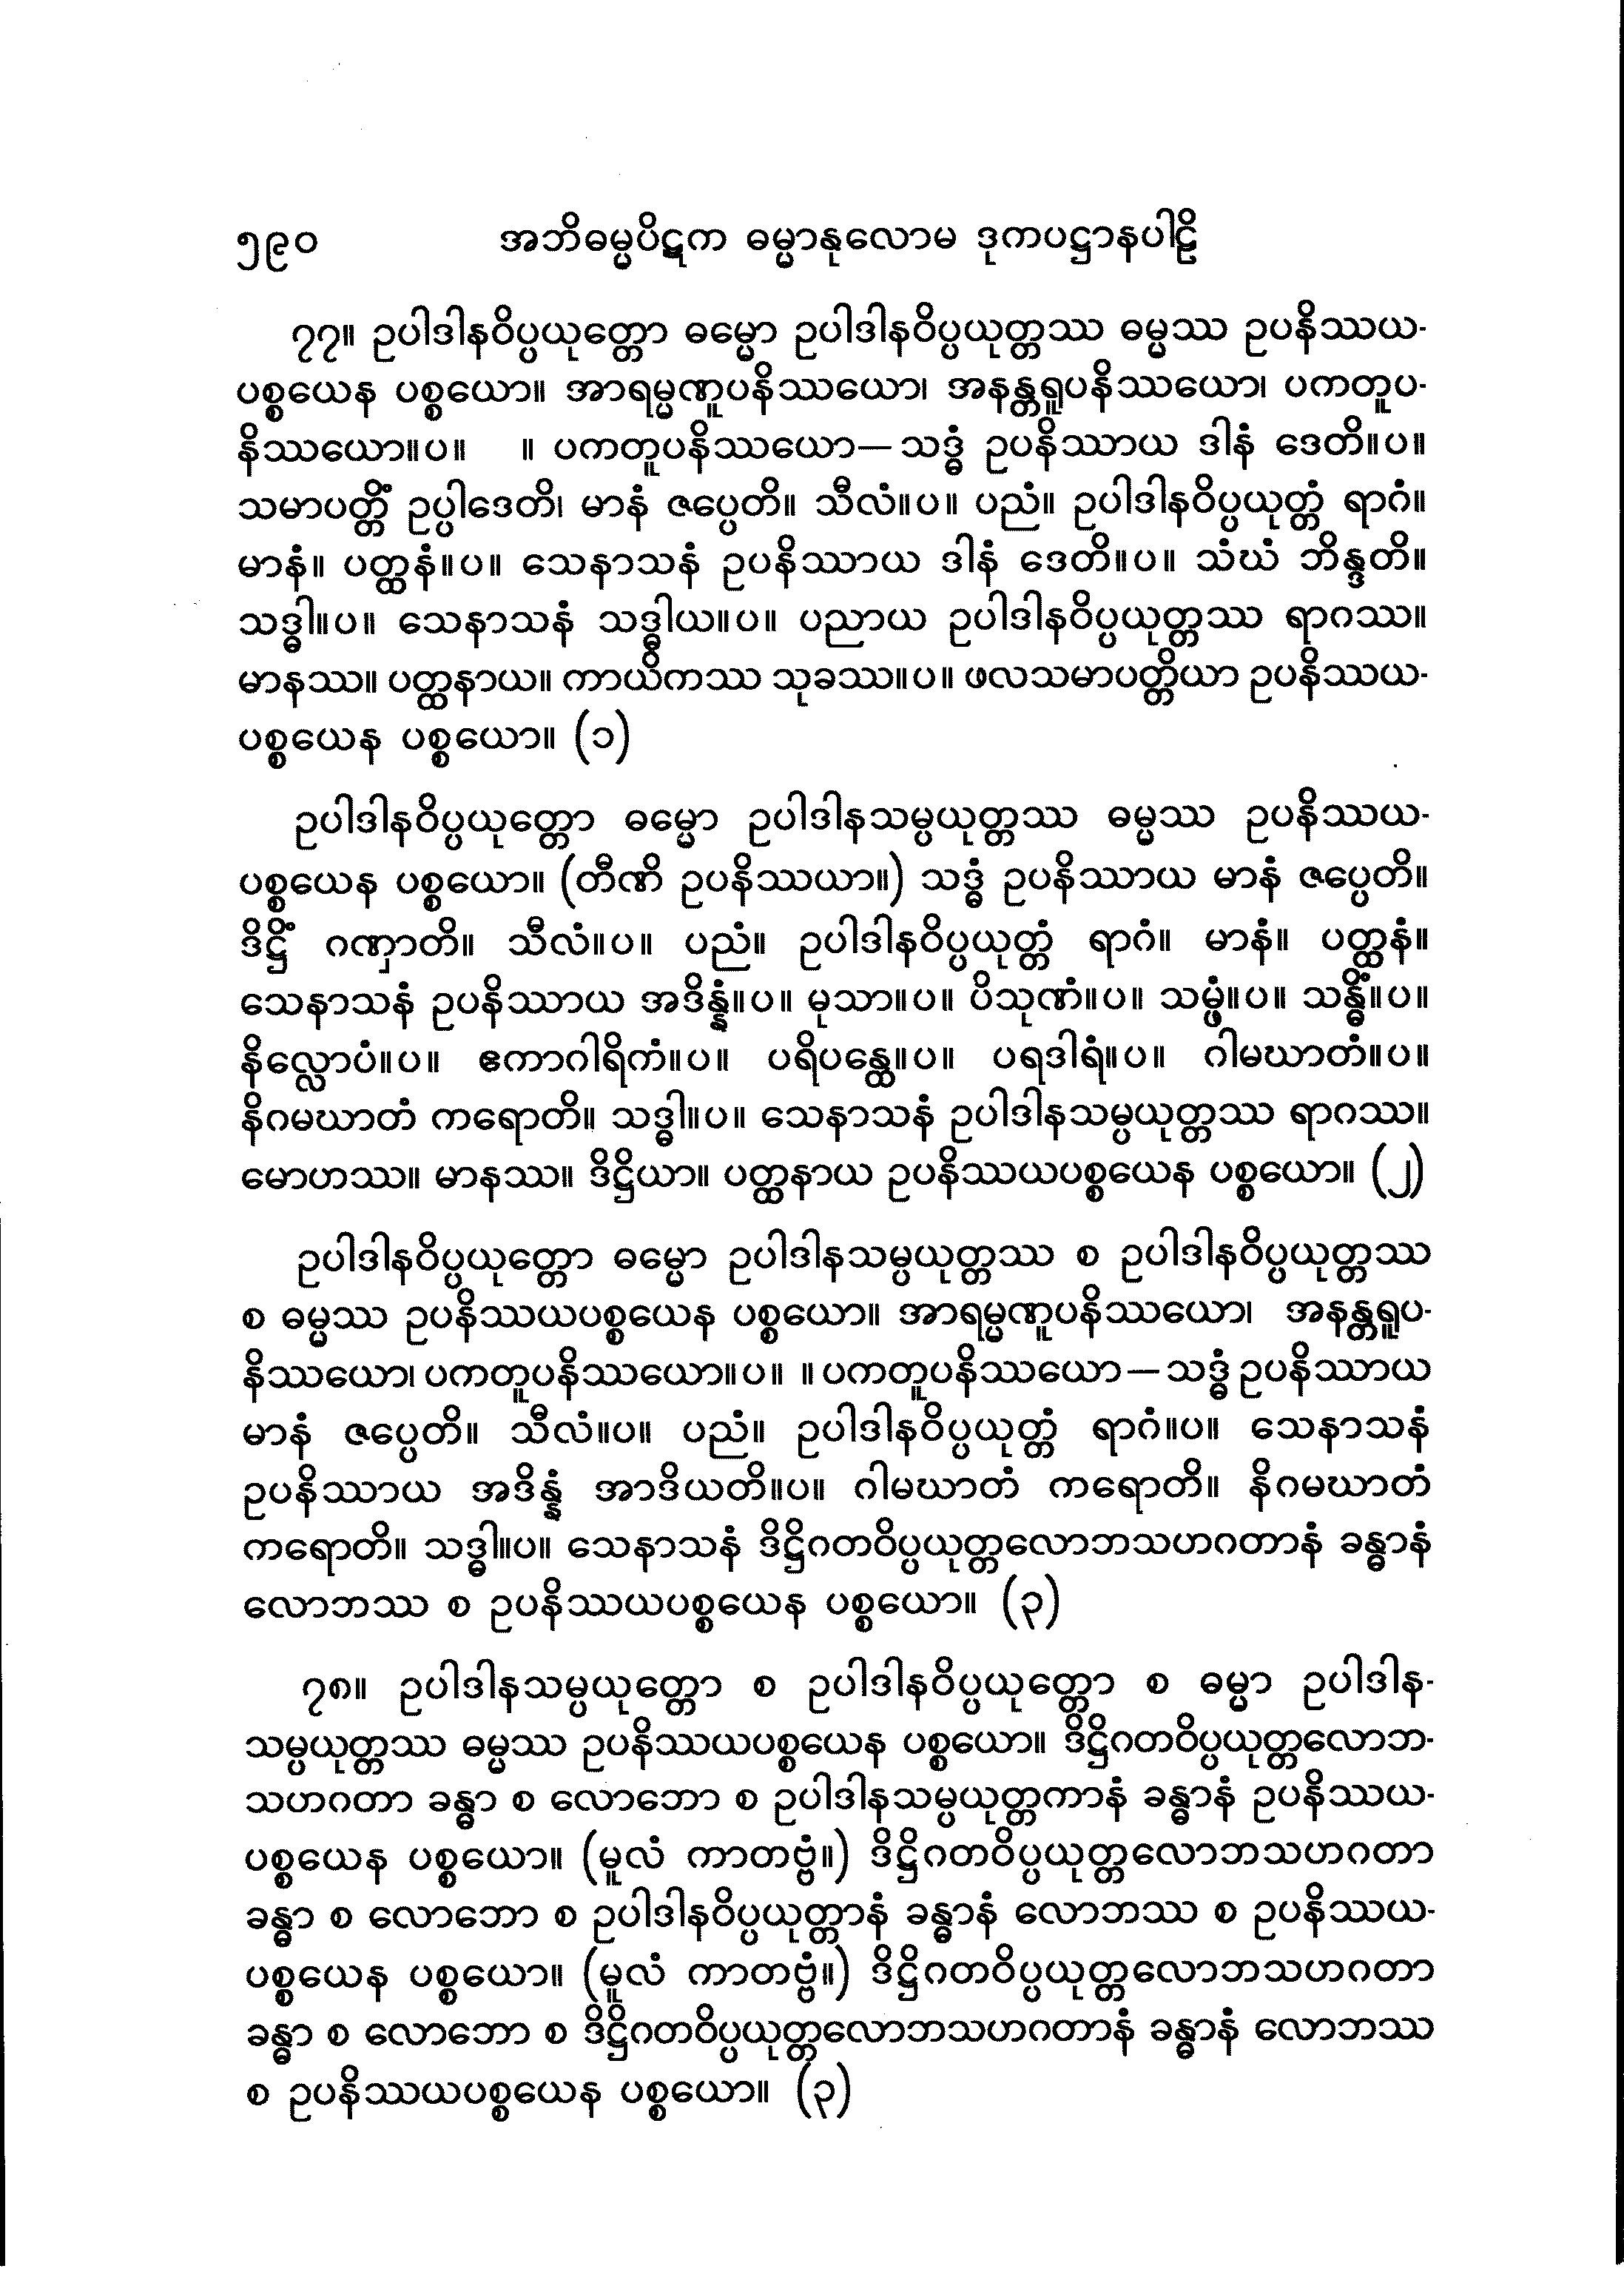 ၅၉၀ အဘိဓမ္မပိဋက ဓမ္မာနုလောမ ဒုကပဋ္ဌာနပါဠိ
၇၇။ ဥပါဒါနဝိပ္ပယုတ္တော ဓမ္မော ဥပါဒါနဝိပ္ပယုတ္တဿ ဓမ္မဿ ဥပနိဿယ-
ပစ္စယေန ပစ္စယော။ အာရမ္မဏူပနိဿယော၊ အနန္တရူပနိဿယော၊ ပကတူပ-
နိဿယော။ပ။ ။ ပကတူပနိဿယော— သဒ္ဓံ ဥပနိဿာယ ဒါနံ ဒေတိ။ပ။
သမာပတ္တိံ ဥပ္ပါဒေတိ၊ မာနံ ဇပ္ပေတိ။ သီလံ။ပ။ ပညံ။ ဥပါဒါနဝိပ္ပယုတ္တံ ရာဂံ။
မာနံ။ ပတ္ထနံ။ပ။ သေနာသနံ ဥပနိဿာယ ဒါနံ ဒေတိ။ပ။ သံဃံ ဘိန္ဒတိ။
သဒ္ဓါ။ပ။ သေနာသနံ သဒ္ဓါယ။ပ။ ပညာယ ဥပါဒါနဝိပ္ပယုတ္တဿ ရာဂဿ။
မာနဿ။ ပတ္ထနာယ။ ကာယိကဿ သုခဿ။ပ။ ဖလသမာပတ္တိယာ ဥပနိဿယ-
ပစ္စယေန ပစ္စယော။ (၁)
ဥပါဒါနဝိပ္ပယုတ္တော ဓမ္မော ဥပါဒါနသမ္ပယုတ္တဿ ဓမ္မဿ ဥပနိဿယ-
ပစ္စယေန ပစ္စယော။ (တီဏိ ဥပနိဿယာ။) သဒ္ဓံ ဥပနိဿာယ မာနံ ဇပ္ပေတိ။
ဒိဋ္ဌိံ ဂဏှာတိ။ သီလံ။ပ။ ပညံ။ ဥပါဒါနဝိပ္ပယုတ္တံ ရာဂံ။ မာနံ။ ပတ္ထနံ။
သေနာသနံ ဥပနိဿာယ အဒိန္နံ။ပ။ မုသာ။ပ။ ပိသုဏံ။ပ။ သမ္ဖံ။ပ။ သန္ဓိံ။ပ။
နိလ္လောပံ။ပ။ ဧကာဂါရိကံ။ပ။ ပရိပန္ထေ။ပ။ ပရဒါရံ။ပ။ ဂါမဃာတံ။ပ။
နိဂမဃာတံ ကရောတိ။ သဒ္ဓါ။ပ။ သေနာသနံ ဥပါဒါနသမ္ပယုတ္တဿ ရာဂဿ။
မောဟဿ။ မာနဿ။ ဒိဋ္ဌိယာ။ ပတ္ထနာယ ဥပနိဿယပစ္စယေန ပစ္စယော။ (၂)
ဥပါဒါနဝိပ္ပယုတ္တော ဓမ္မော ဥပါဒါနသမ္ပယုတ္တဿ စ ဥပါဒါနဝိပ္ပယုတ္တဿ
စ ဓမ္မဿ ဥပနိဿယပစ္စယေန ပစ္စယော။ အာရမ္မဏူပနိဿယော၊ အနန္တရူပ-
နိဿယော၊ ပကတူပနိဿယော။ပ။ ။ ပကတူပနိဿယော— သဒ္ဓံ ဥပနိဿာယ
မာနံ ဇပ္ပေတိ။ သီလံ။ပ။ ပညံ။ ဥပါဒါနဝိပ္ပယုတ္တံ ရာဂံ။ပ။ သေနာသနံ
ဥပနိဿာယ အဒိန္နံ အာဒိယတိ။ပ။ ဂါမဃာတံ ကရောတိ။ နိဂမဃာတံ
ကရောတိ။ သဒ္ဓါ။ပ။ သေနာသနံ ဒိဋ္ဌိဂတဝိပ္ပယုတ္တလောဘသဟဂတာနံ ခန္ဓာနံ
လောဘဿ စ ဥပနိဿယပစ္စယေန ပစ္စယော။ (၃)
၇၈။ ဥပါဒါနသမ္ပယုတ္တော စ ဥပါဒါနဝိပ္ပယုတ္တော စ ဓမ္မာ ဥပါဒါန-
သမ္ပယုတ္တဿ ဓမ္မဿ ဥပနိဿယပစ္စယေန ပစ္စယော။ ဒိဋ္ဌိဂတဝိပ္ပယုတ္တလောဘ-
သဟဂတာ ခန္ဓာ စ လောဘော စ ဥပါဒါနသမ္ပယုတ္တကာနံ ခန္ဓာနံ ဥပနိဿယ-
ပစ္စယေန ပစ္စယော။ (မူလံ ကာတဗ္ဗံ။) ဒိဋ္ဌိဂတဝိပ္ပယုတ္တလောဘသဟဂတာ
ခန္ဓာ စ လောဘော စ ဥပါဒါနဝိပ္ပယုတ္တာနံ ခန္ဓာနံ လောဘဿ စ ဥပနိဿယ-
ပစ္စယေန ပစ္စယော။ (မူလံ ကာတဗ္ဗံ။) ဒိဋ္ဌိဂတဝိပ္ပယုတ္တလောဘသဟဂတာ
ခန္ဓာ စ လောဘော စ ဒိဋ္ဌိဂတဝိပ္ပယုတ္တလောဘသဟဂတာနံ ခန္ဓာနံ လောဘဿ
စ ဥပနိဿယပစ္စယေန ပစ္စယော။ (၃)